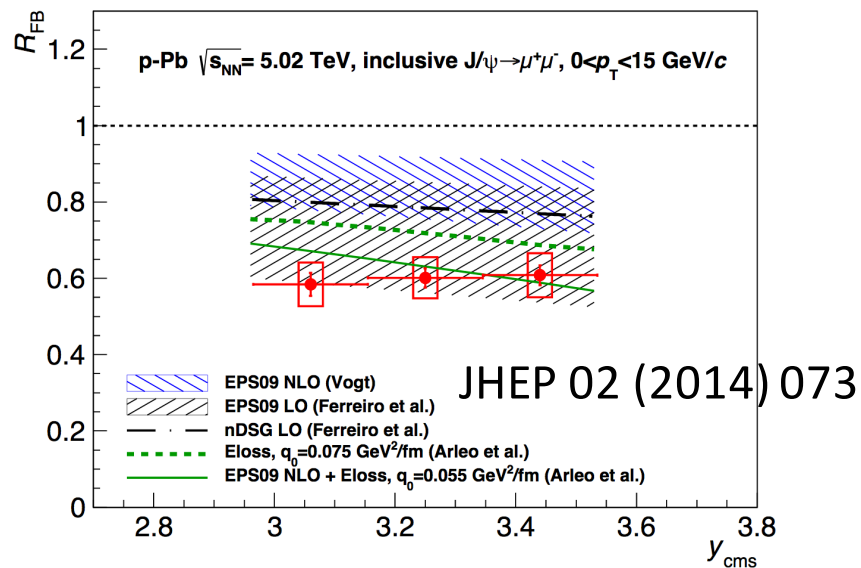 R_FB
p-Pb √s_NN= 5.02 TeV, inclusive J/ψ→μ⁺μ⁻, 0<p_T<15 GeV/c
1.2
1
0.8
0.6
0.4
0.2
0
EPS09 NLO (Vogt)
EPS09 LO (Ferreiro et al.)
nDSG LO (Ferreiro et al.)
Eloss, q₀=0.075 GeV²/fm (Arleo et al.)
EPS09 NLO + Eloss, q₀=0.055 GeV²/fm (Arleo et al.)
JHEP 02 (2014) 073
2.8 3 3.2 3.4 3.6 3.8
y_cms